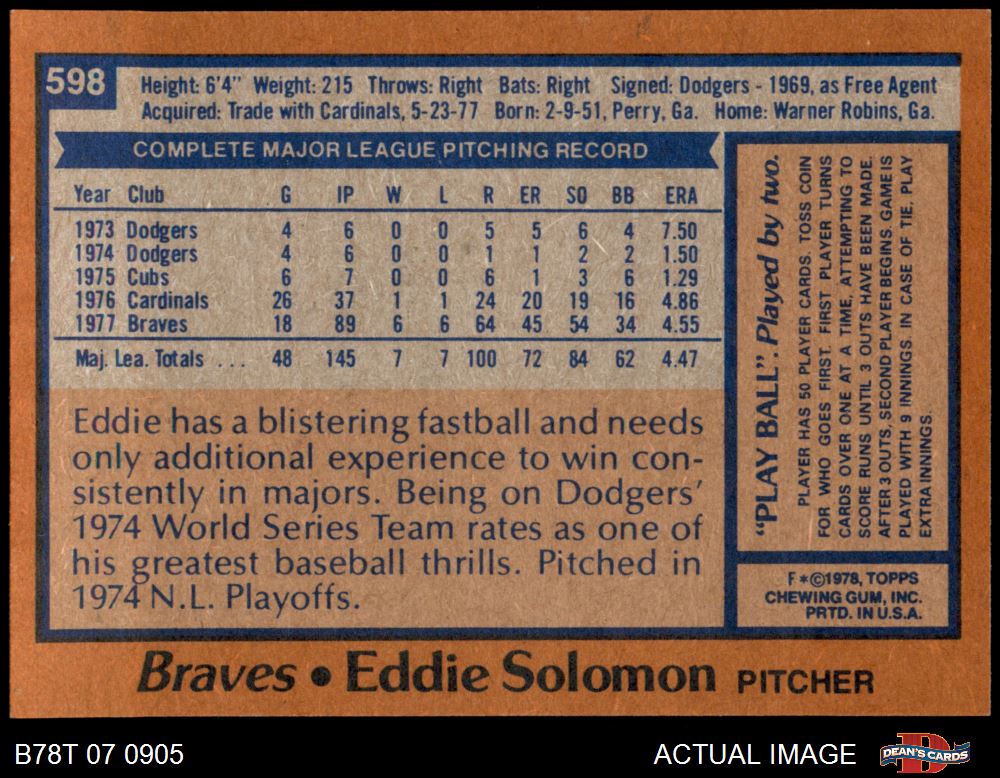 598
Height: 6'4" Weight: 215 Throws: Right Bats: Right Signed: Dodgers - 1969, as Free Agent
Acquired: Trade with Cardinals, 5-23-77 Born: 2-9-51, Perry, Ga. Home: Warner Robins, Ga.
COMPLETE MAJOR LEAGUE PITCHING RECORD
Year Club G IP W L R ER SO BB ERA
1973 Dodgers 4 6 0 0 5 5 6 4 7.50
1974 Dodgers 4 6 0 0 1 1 2 2 1.50
1975 Cubs 6 7 0 0 6 1 3 6 1.29
1976 Cardinals 26 37 1 1 24 20 19 16 4.86
1977 Braves 18 89 6 6 64 45 54 34 4.55
Maj. Lea. Totals ... 48 145 7 7 100 72 84 62 4.47
Eddie has a blistering fastball and needs
only additional experience to win con-
sistently in majors. Being on Dodgers'
1974 World Series Team rates as one of
his greatest baseball thrills. Pitched in
1974 N.L. Playoffs.
"PLAY BALL". Played by two.
PLAYER HAS 50 PLAYER CARDS. TOSS COIN
FOR WHO GOES FIRST. FIRST PLAYER TURNS
CARDS OVER ONE AT A TIME, ATTEMPTING TO
SCORE RUNS UNTIL 3 OUTS HAVE BEEN MADE.
AFTER 3 OUTS, SECOND PLAYER BEGINS. GAME IS
PLAYED WITH 9 INNINGS. IN CASE OF TIE, PLAY
EXTRA INNINGS.
F*©1978, TOPPS
CHEWING GUM, INC.
PRTD. IN U.S.A.
Braves • Eddie Solomon PITCHER
B78T 07 0905
ACTUAL IMAGE
D
DEAN'S CARDS